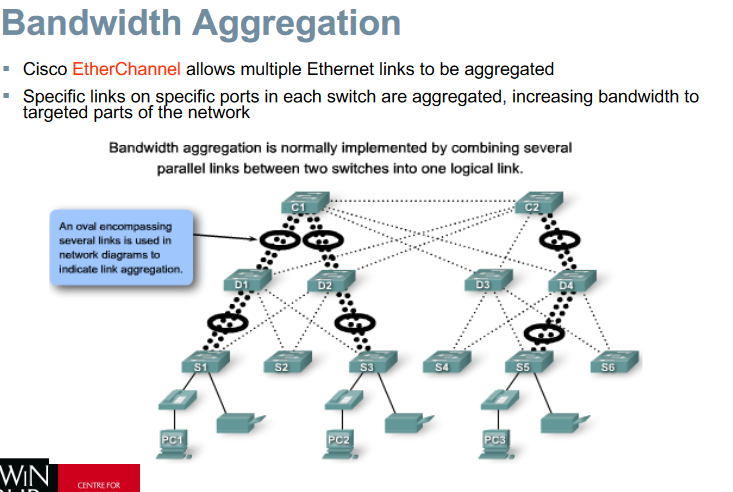 Bandwidth Aggregation
▪ Cisco EtherChannel allows multiple Ethernet links to be aggregated
▪ Specific links on specific ports in each switch are aggregated, increasing bandwidth to
targeted parts of the network
Bandwidth aggregation is normally implemented by combining several
parallel links between two switches into one logical link.
C1
C2
An oval encompassing
several links is used in
network diagrams to
indicate link aggregation.
D1
D2
D3
D4
S1
S2
S3
S4
S5
S6
PC1
PC2
PC3
WIN
CENTRE FOR